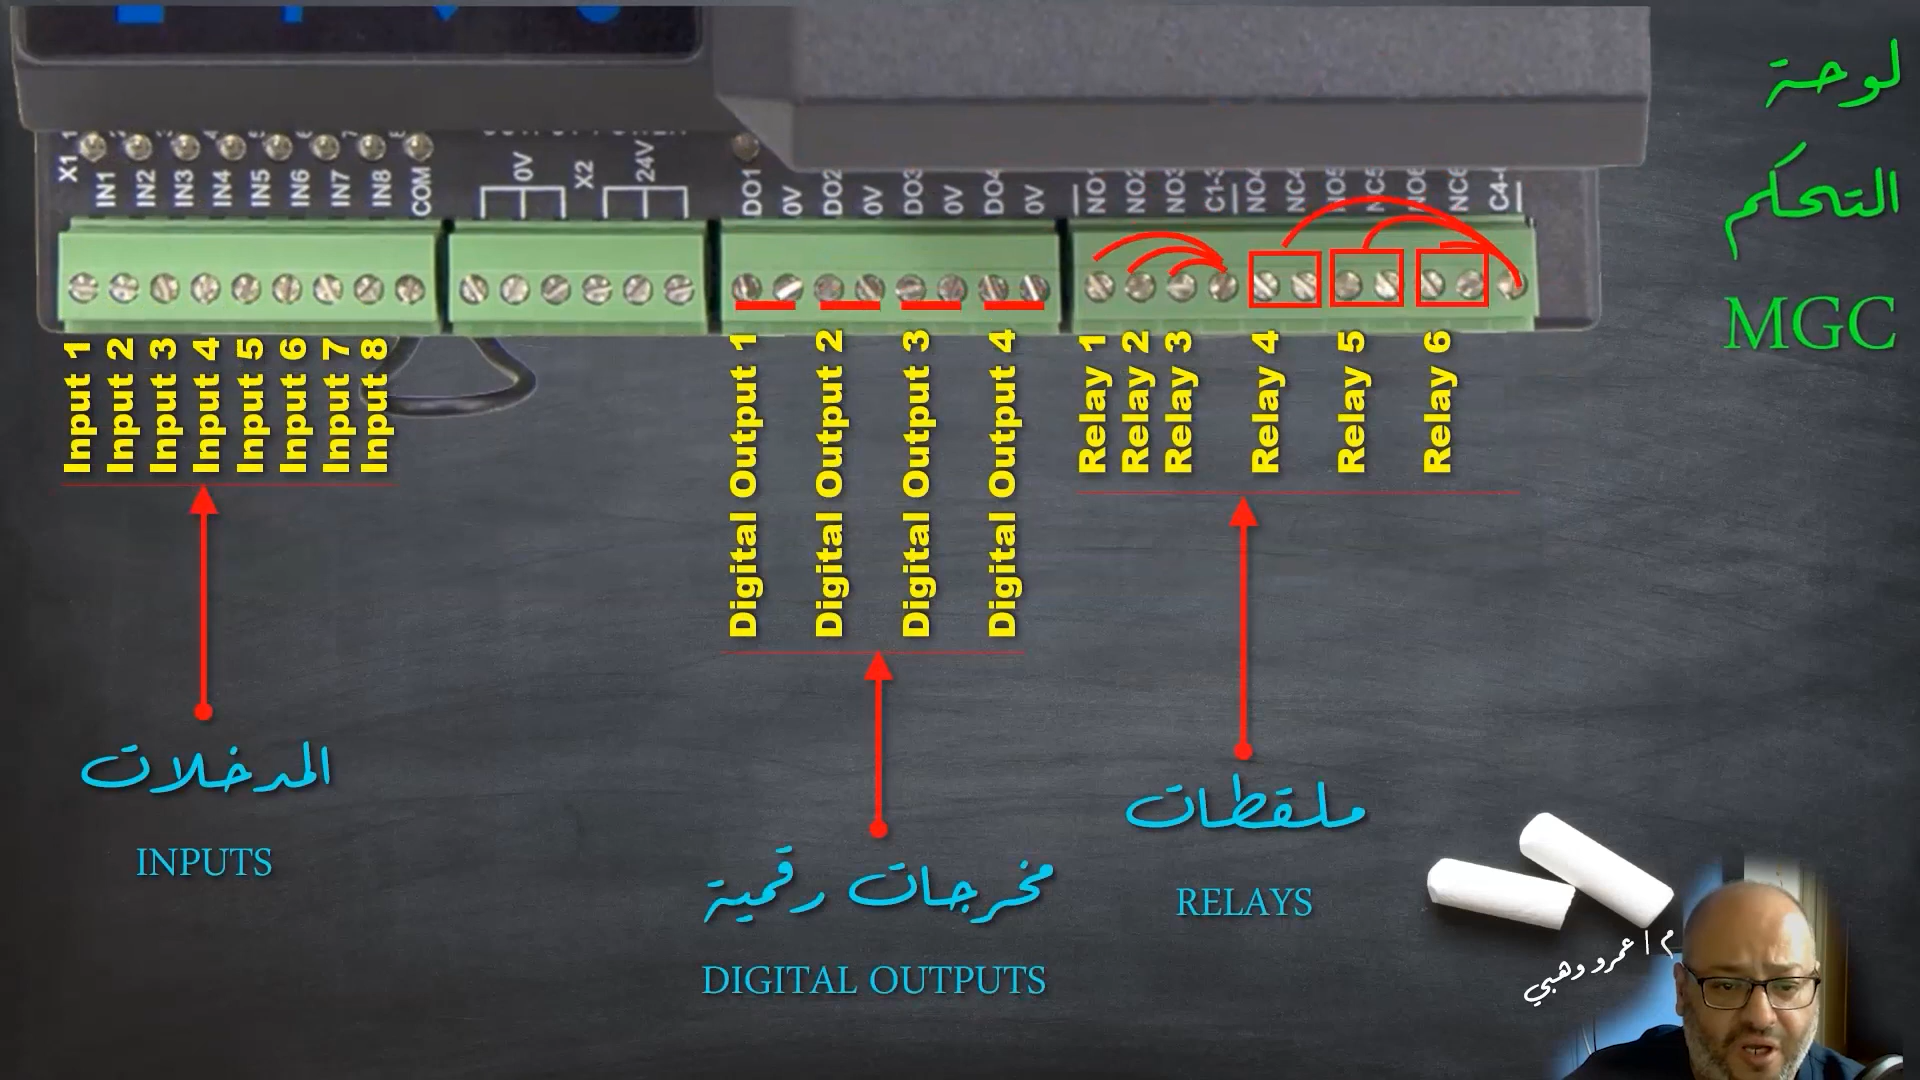 لوحة
التحكم
MGC
X1
IN1
IN2
IN3
IN4
IN5
IN6
IN7
IN8
COM
0V
X2
24V
DO1
0V
DO2
0V
DO3
0V
DO4
0V
NO1
NO2
NO3
C1-3
NO4
NC4
NO5
NC5
NO6
NC6
Input 1
Input 2
Input 3
Input 4
Input 5
Input 6
Input 7
Input 8
Digital Output 1
Digital Output 2
Digital Output 3
Digital Output 4
Relay 1
Relay 2
Relay 3
Relay 4
Relay 5
Relay 6
المدخلات
INPUTS
مخرجات رقمية
DIGITAL OUTPUTS
ملقطات
RELAYS
م / عمرو وهبي